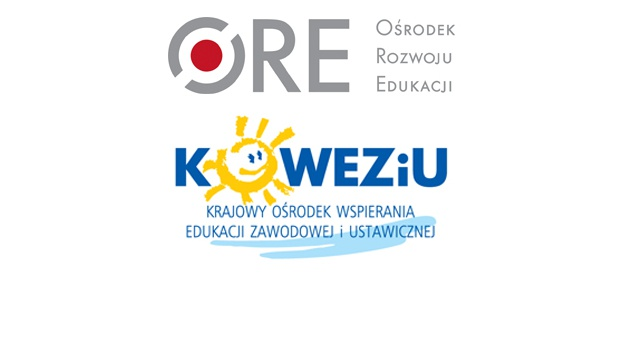 ORE
OŚRODEK
ROZWOJU
EDUKACJI
KOWEZiU
KRAJOWY OŚRODEK WSPIERANIA
EDUKACJI ZAWODOWEJ i USTAWICZNEJ